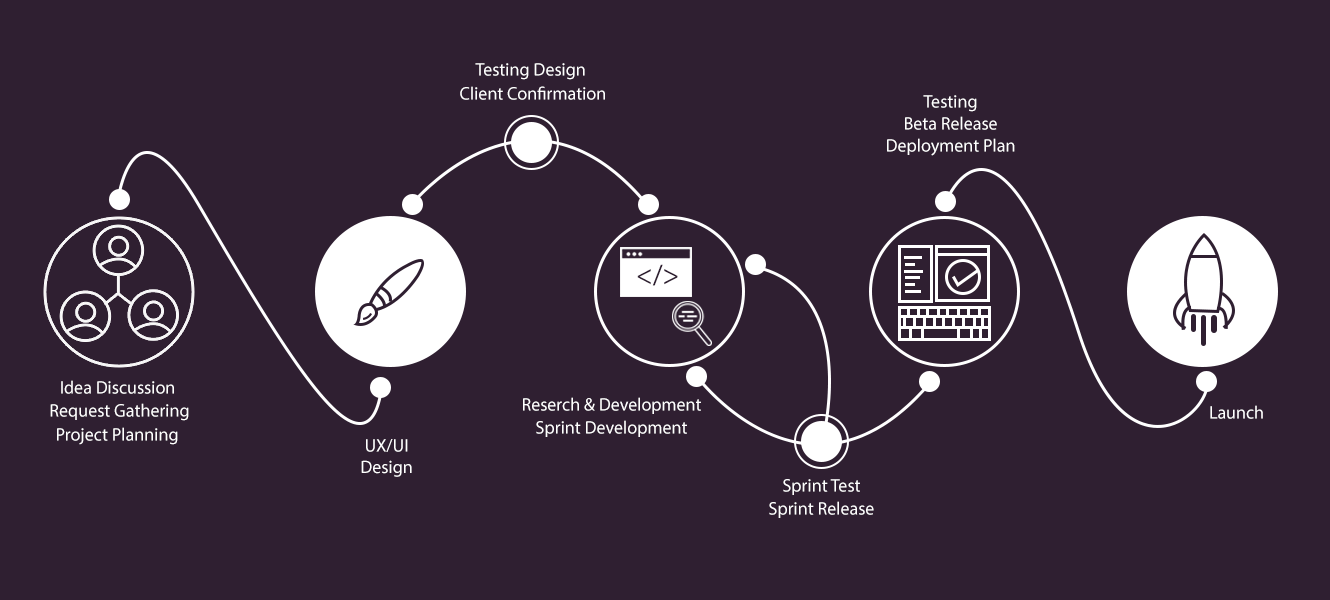 Idea Discussion
Request Gathering
Project Planning
UX/UI
Design
Testing Design
Client Confirmation
</>
Reserch & Development
Sprint Development
Sprint Test
Sprint Release
Testing
Beta Release
Deployment Plan
Launch